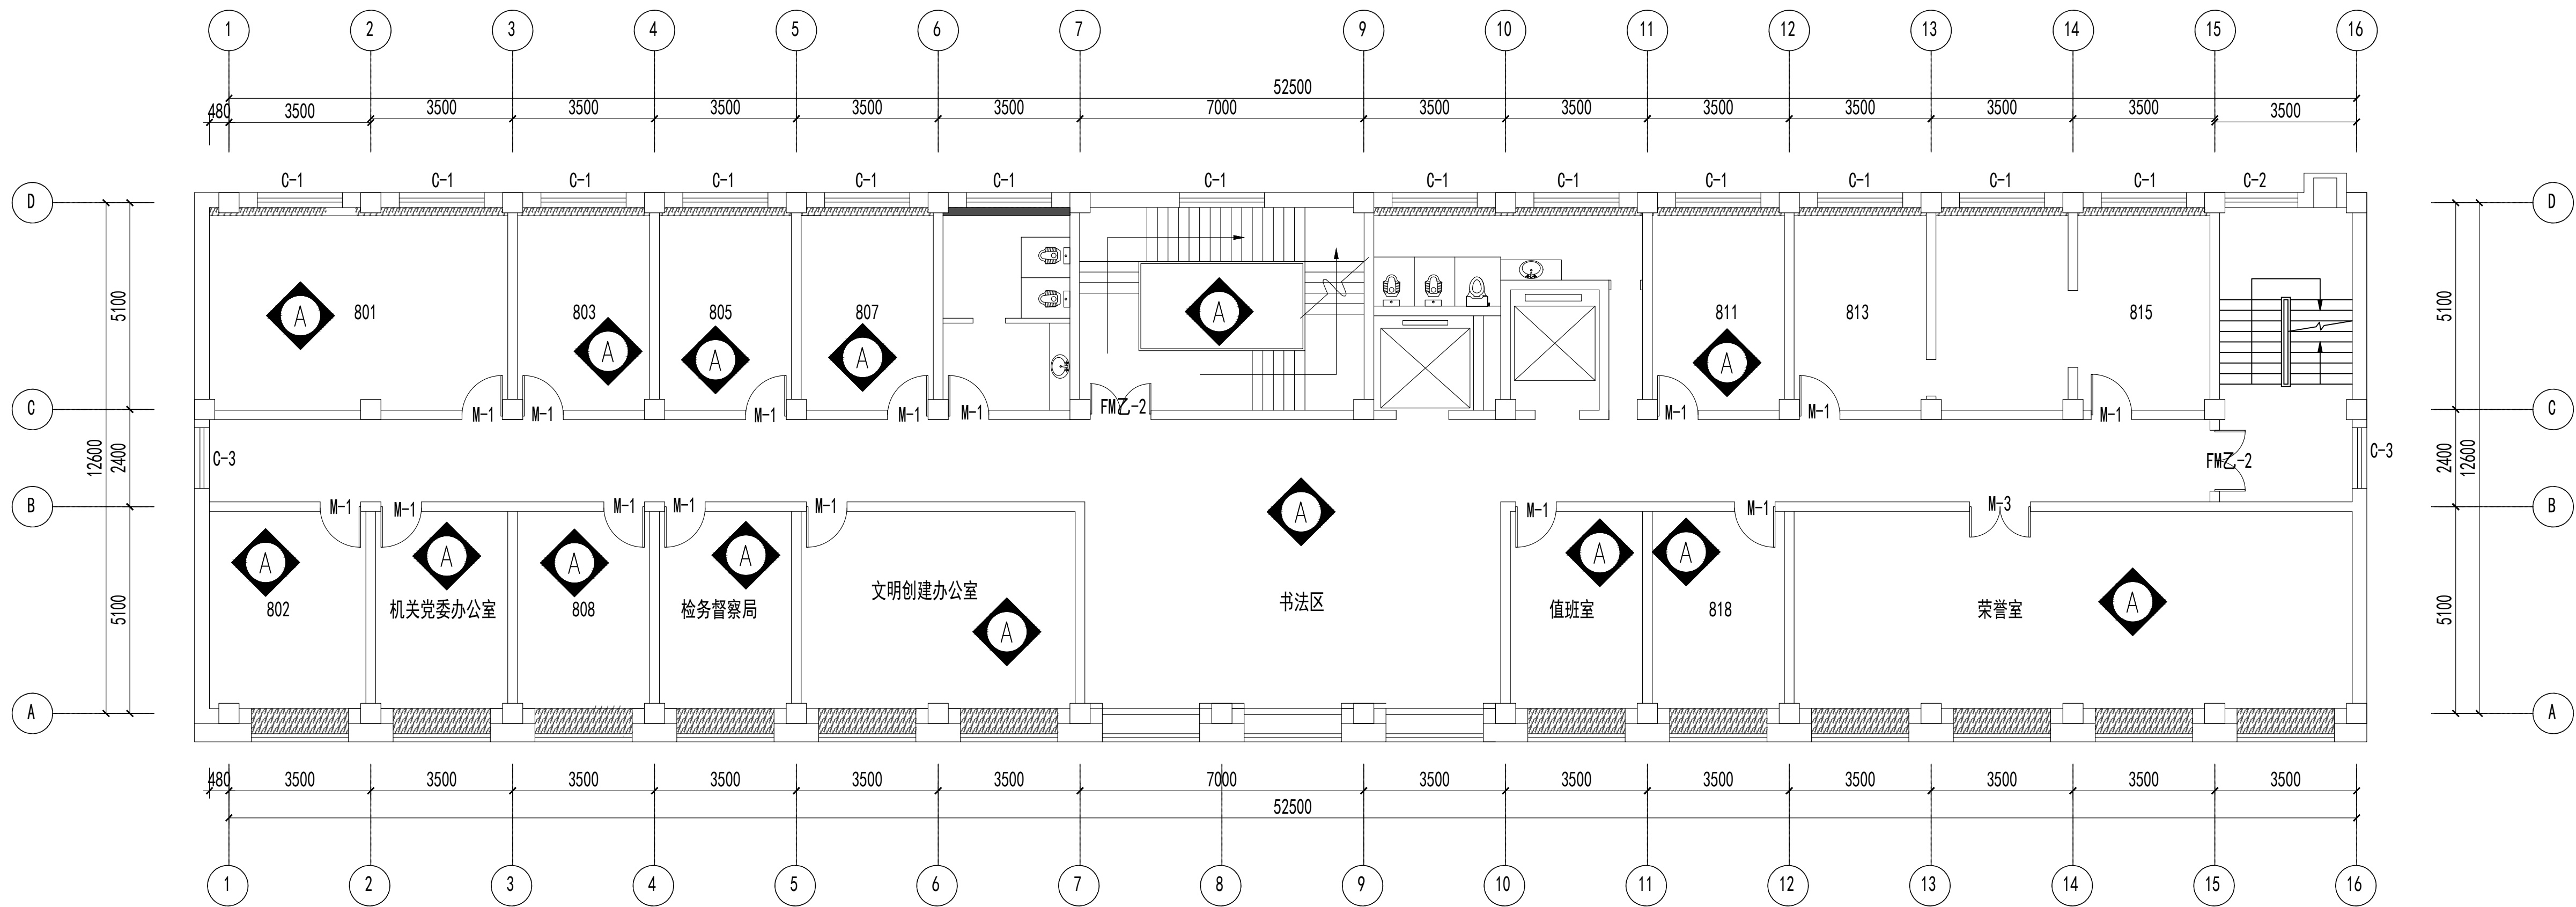 1 2 3 4 5 6 7 9 10 11 12 13 14 15 16
52500
480 3500 3500 3500 3500 3500 3500 7000 3500 3500 3500 3500 3500 3500 3500
C-1 C-1 C-1 C-1 C-1 C-1 C-1 C-1 C-1 C-1 C-1 C-1 C-1 C-2
D D
5100 5100
A 801 803 A 805 A 807 A A 811 A 813 815
C M-1 M-1 M-1 M-1 M-1 FM乙-2 M-1 M-1 M-1 C
12600 2400 C-3 FM乙-2 C-3 2400 12600
B M-1 M-1 M-1 M-1 M-1 A M-1 M-1 M-3 B
A A A A A A A A
802 机关党委办公室 808 检务督察局 文明创建办公室 书法区 值班室 818 荣誉室
5100 5100
A A
480 3500 3500 3500 3500 3500 3500 7000 3500 3500 3500 3500 3500 3500 3500
52500
1 2 3 4 5 6 7 8 9 10 11 12 13 14 15 16